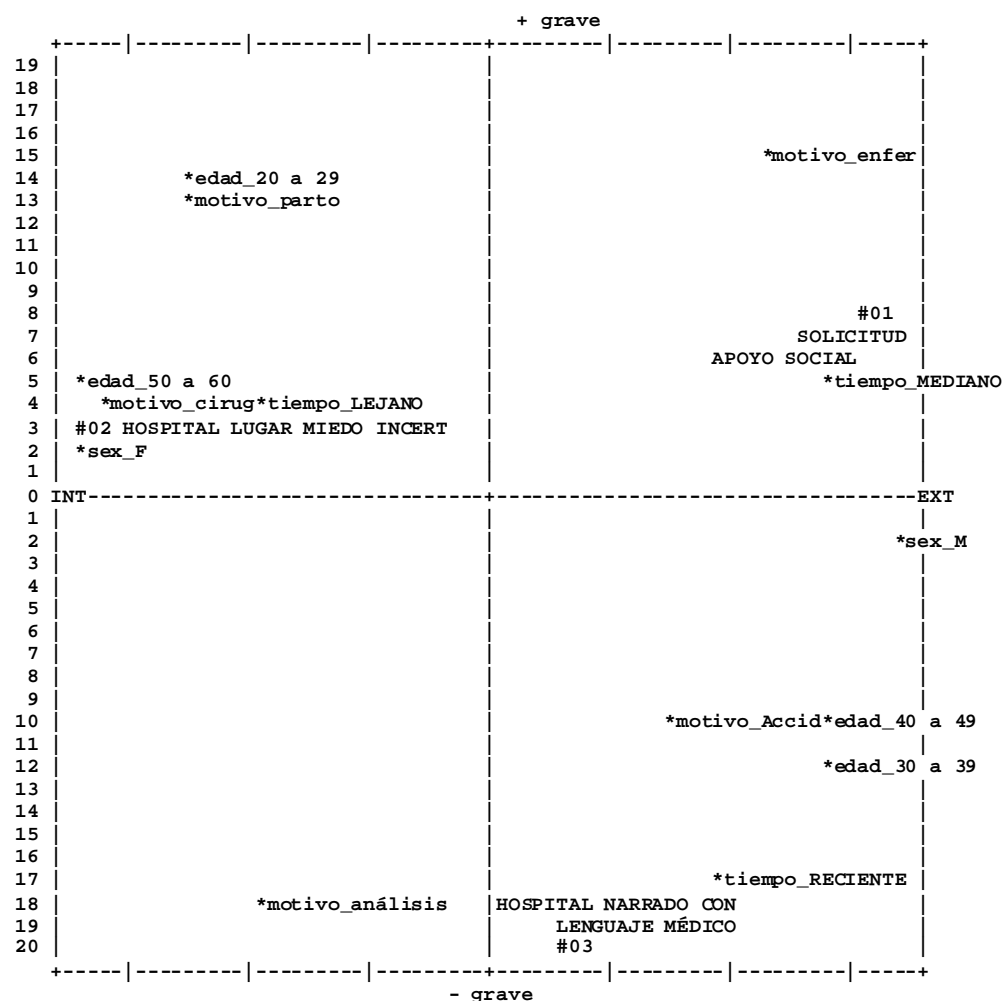 + grave
+-----|---------|---------|---------+---------|---------|---------|-----+
19 | | |
18 | | |
17 | | |
16 | | |
15 | | *motivo_enfer|
14 | *edad_20 a 29 | |
13 | *motivo_parto | |
12 | | |
11 | | |
10 | | |
9 | | |
8 | | #01 |
7 | | SOLICITUD |
6 | | APOYO SOCIAL |
5 | *edad_50 a 60 | *tiempo_MEDIANO
4 | *motivo_cirug*tiempo_LEJANO | |
3 | #02 HOSPITAL LUGAR MIEDO INCERT | |
2 | *sex_F | |
1 | | |
0 INT---------------------------------+-----------------------------------EXT
1 | | |
2 | | *sex_M
3 | | |
4 | | |
5 | | |
6 | | |
7 | | |
8 | | |
9 | | |
10 | | *motivo_Accid*edad_40 a 49
11 | | |
12 | | *edad_30 a 39
13 | | |
14 | | |
15 | | |
16 | | |
17 | | *tiempo_RECIENTE |
18 | *motivo_análisis |HOSPITAL NARRADO CON |
19 | | LENGUAJE MÉDICO |
20 | | #03 |
+-----|---------|---------|---------+---------|---------|---------|-----+
- grave